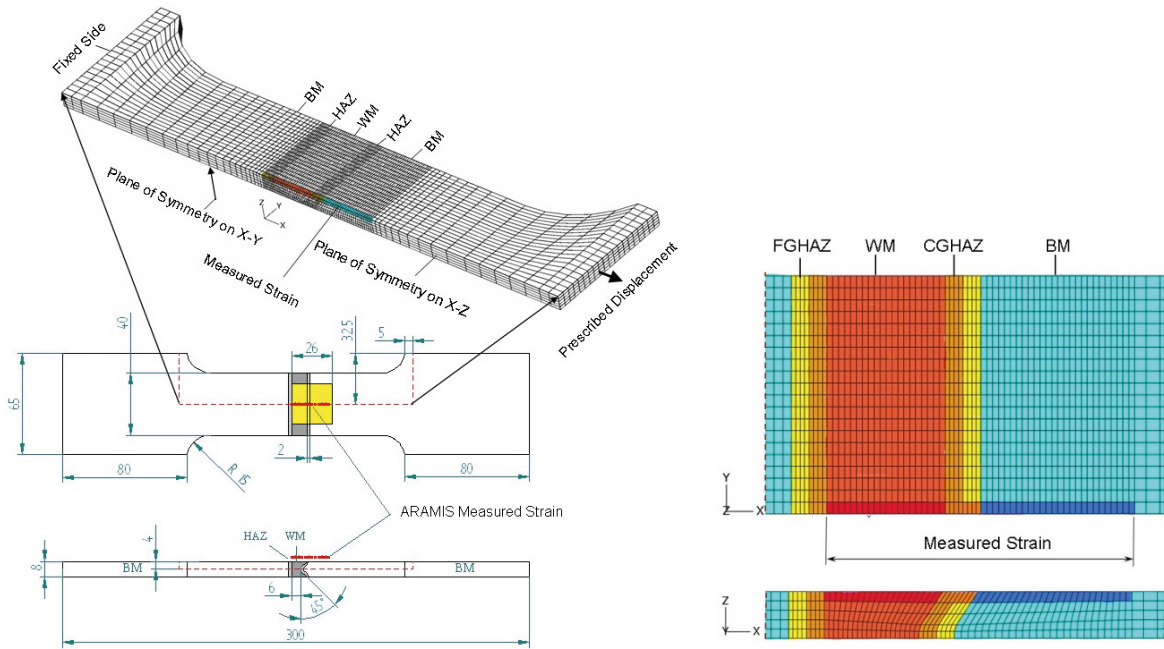 Fixed Side
BM
HAZ
WM
HAZ
BM
Plane of Symmetry on X-Y
Z
Y
X
Measured Strain
Plane of Symmetry on X-Z
Prescribed Displacement
40
26
5
32.5
65
2
80
R 15
80
ARAMIS Measured Strain
HAZ
WM
4
8
BM
BM
6
45°
300
FGHAZ
WM
CGHAZ
BM
Y
Z
X
Measured Strain
Z
Y
X